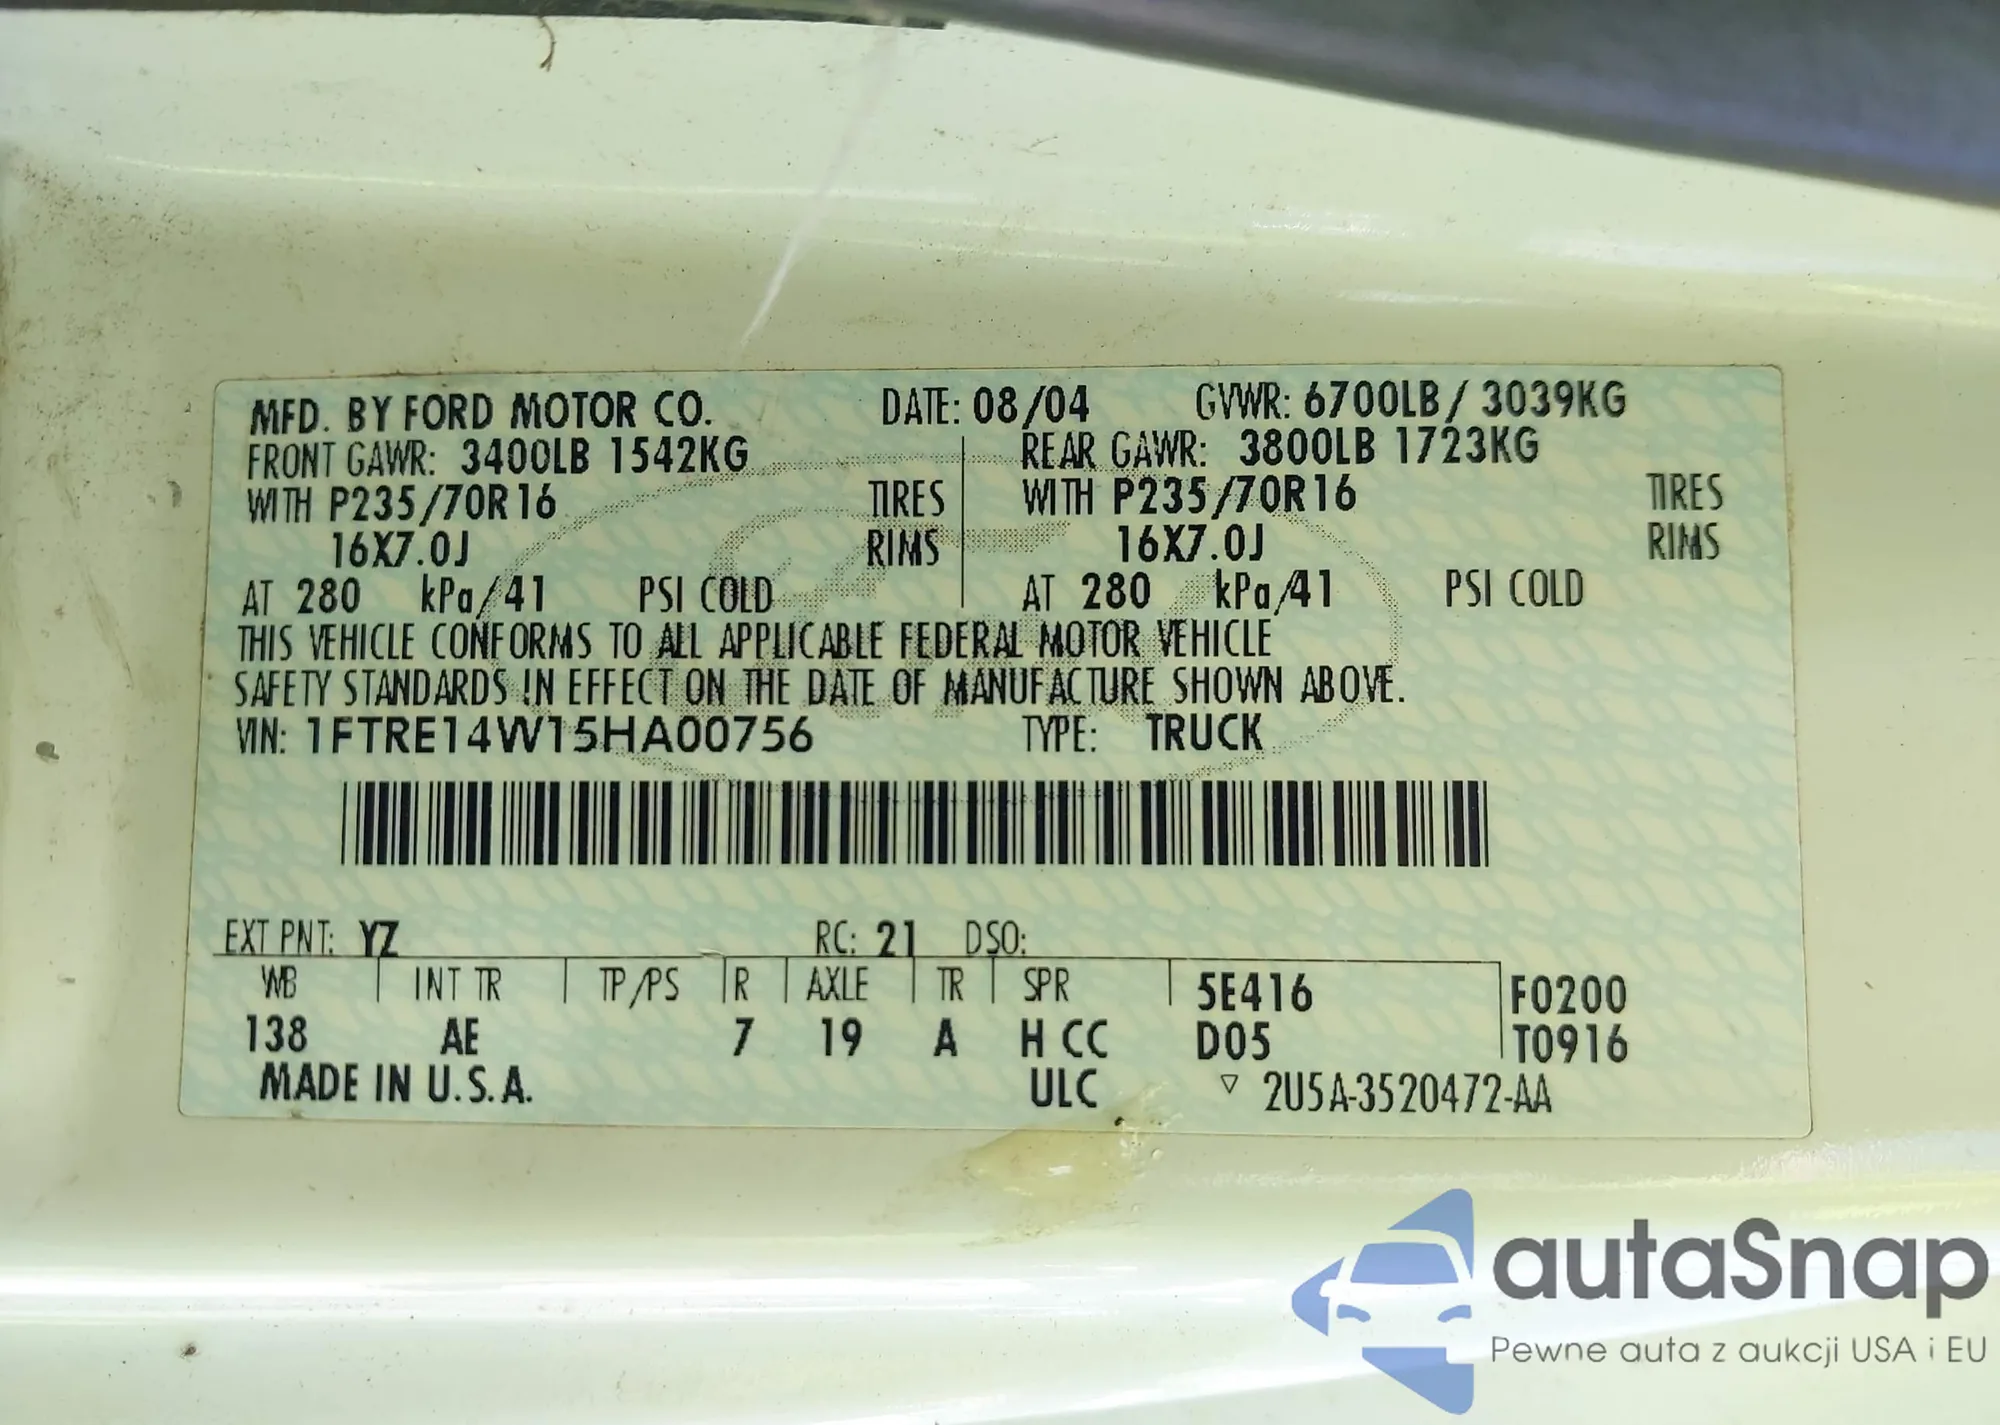 MFD. BY FORD MOTOR CO. DATE: 08/04 GVWR: 6700LB / 3039KG
FRONT GAWR: 3400LB 1542KG REAR GAWR: 3800LB 1723KG
WITH P235/70R16 TIRES WITH P235/70R16 TIRES
16X7.0J RIMS 16X7.0J RIMS
AT 280 kPa/41 PSI COLD AT 280 kPa/41 PSI COLD
THIS VEHICLE CONFORMS TO ALL APPLICABLE FEDERAL MOTOR VEHICLE
SAFETY STANDARDS IN EFFECT ON THE DATE OF MANUFACTURE SHOWN ABOVE.
VIN: 1FTRE14W15HA00756 TYPE: TRUCK
EXT PNT: YZ RC: 21 DSO:
WB INT TR TP/PS R AXLE TR SPR 5E416 F0200
138 AE 7 19 A H CC D05 T0916
MADE IN U.S.A. ULC ▽ 2U5A-3520472-AA
autaSnap
Pewne auta z aukcji USA i EU